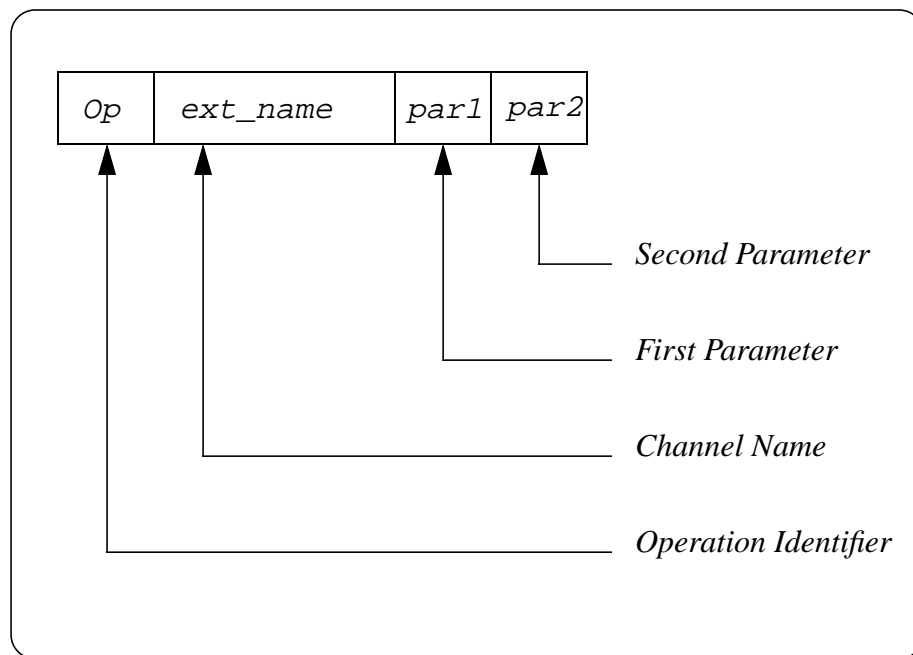 Op ext_name par1 par2
Second Parameter
First Parameter
Channel Name
Operation Identifier